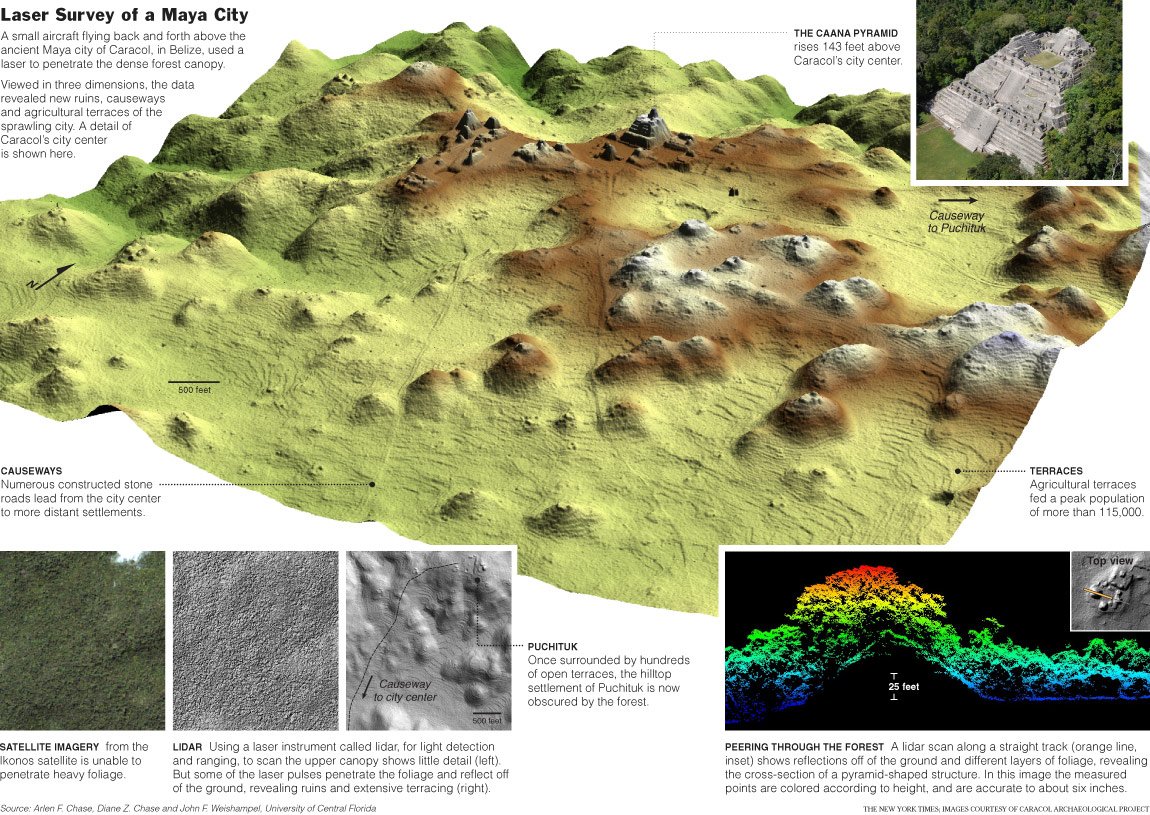 Laser Survey of a Maya City
A small aircraft flying back and forth above the
ancient Maya city of Caracol, in Belize, used a
laser to penetrate the dense forest canopy.
Viewed in three dimensions, the data
revealed new ruins, causeways
and agricultural terraces of the
sprawling city. A detail of
Caracol's city center
is shown here.
THE CAANA PYRAMID
rises 143 feet above
Caracol's city center.
Causeway
to Puchituk
N
500 feet
CAUSEWAYS
Numerous constructed stone
roads lead from the city center
to more distant settlements.
TERRACES
Agricultural terraces
fed a peak population
of more than 115,000.
Causeway
to city center
500 feet
PUCHITUK
Once surrounded by hundreds
of open terraces, the hilltop
settlement of Puchituk is now
obscured by the forest.
Top view
25 feet
SATELLITE IMAGERY from the
Ikonos satellite is unable to
penetrate heavy foliage.
LIDAR Using a laser instrument called lidar, for light detection
and ranging, to scan the upper canopy shows little detail (left).
But some of the laser pulses penetrate the foliage and reflect off
of the ground, revealing ruins and extensive terracing (right).
PEERING THROUGH THE FOREST A lidar scan along a straight track (orange line,
inset) shows reflections off of the ground and different layers of foliage, revealing
the cross-section of a pyramid-shaped structure. In this image the measured
points are colored according to height, and are accurate to about six inches.
Source: Arlen F. Chase, Diane Z. Chase and John F. Weishampel, University of Central Florida
THE NEW YORK TIMES; IMAGES COURTESY OF CARACOL ARCHAEOLOGICAL PROJECT